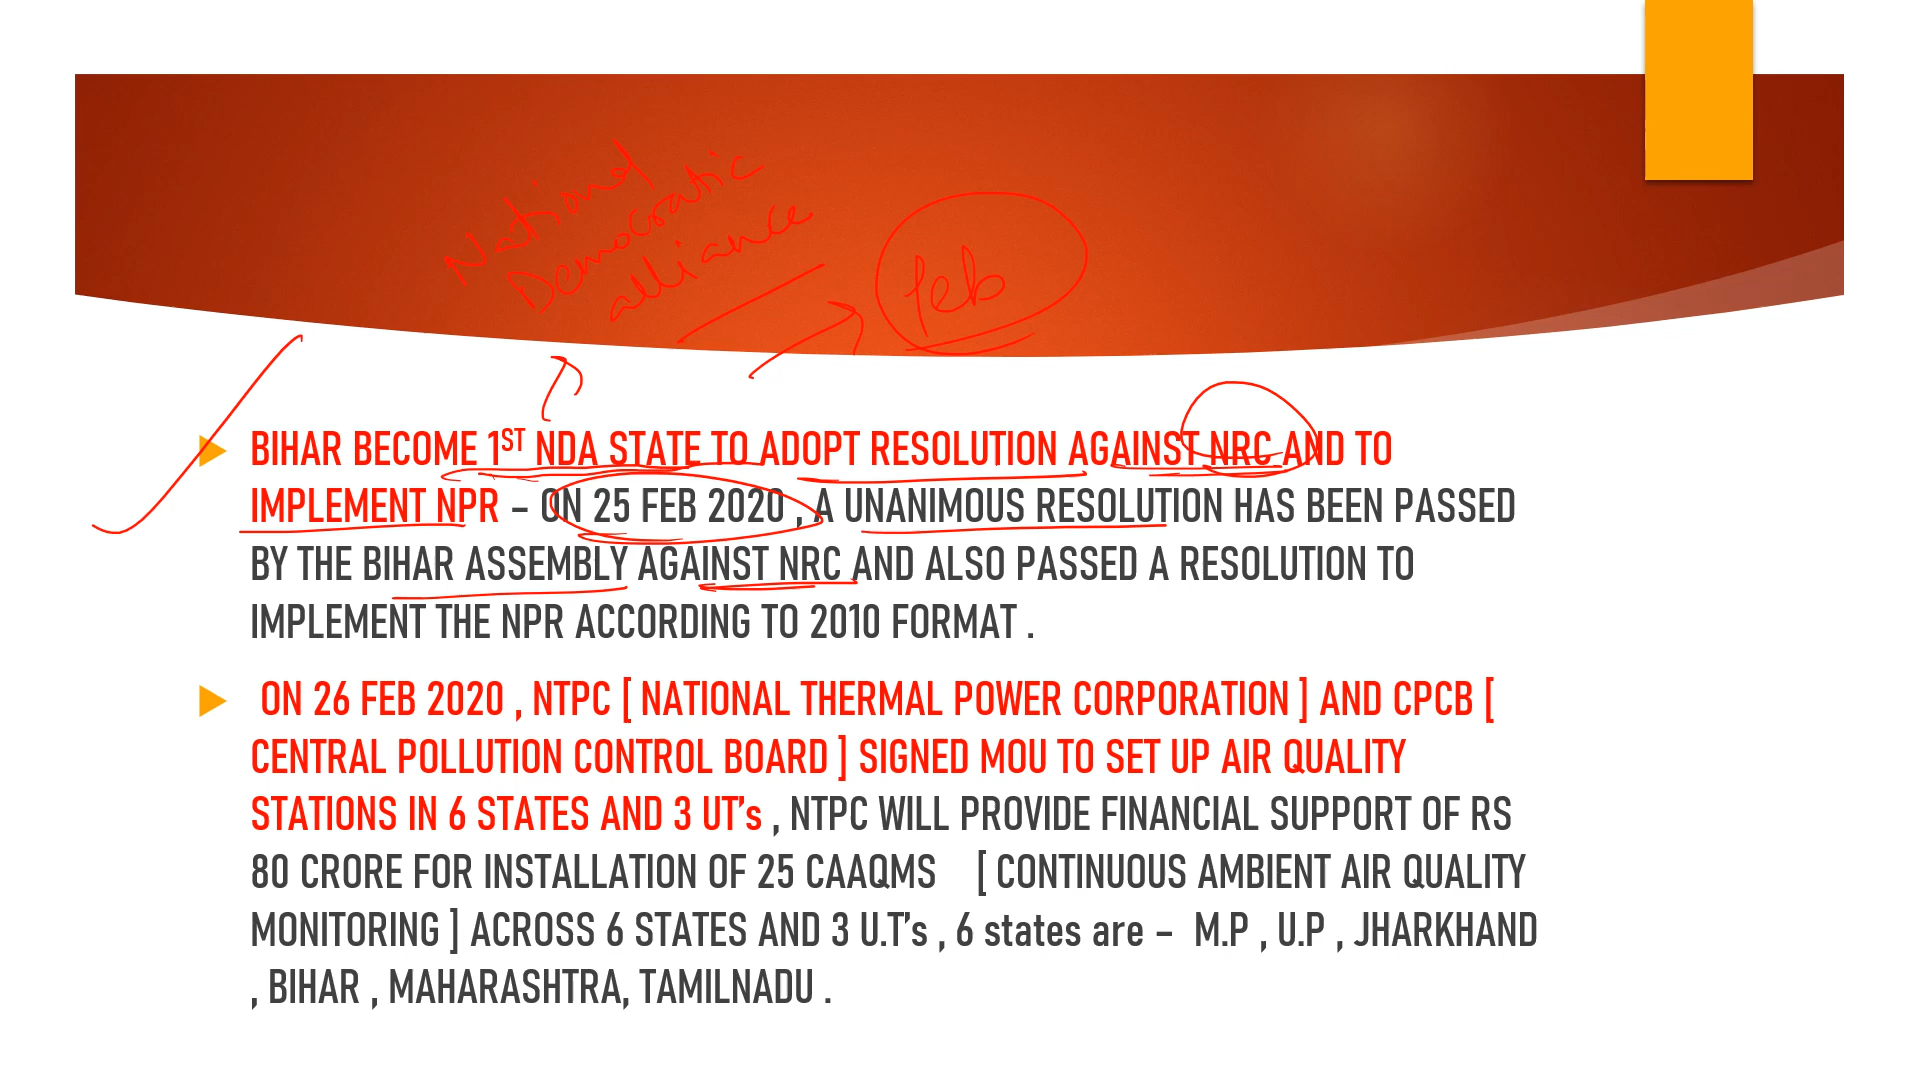 National
Democratic
alliance
feb
BIHAR BECOME 1ST NDA STATE TO ADOPT RESOLUTION AGAINST NRC AND TO
IMPLEMENT NPR – ON 25 FEB 2020 , A UNANIMOUS RESOLUTION HAS BEEN PASSED
BY THE BIHAR ASSEMBLY AGAINST NRC AND ALSO PASSED A RESOLUTION TO
IMPLEMENT THE NPR ACCORDING TO 2010 FORMAT .
ON 26 FEB 2020 , NTPC [ NATIONAL THERMAL POWER CORPORATION ] AND CPCB [
CENTRAL POLLUTION CONTROL BOARD ] SIGNED MOU TO SET UP AIR QUALITY
STATIONS IN 6 STATES AND 3 UT's , NTPC WILL PROVIDE FINANCIAL SUPPORT OF RS
80 CRORE FOR INSTALLATION OF 25 CAAQMS [ CONTINUOUS AMBIENT AIR QUALITY
MONITORING ] ACROSS 6 STATES AND 3 U.T's , 6 states are – M.P , U.P , JHARKHAND
, BIHAR , MAHARASHTRA, TAMILNADU .